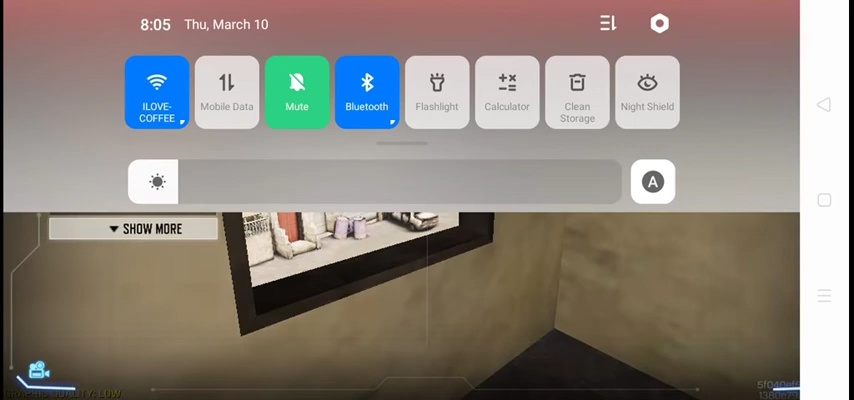 8:05 Thu, March 10
ILOVE-
COFFEE
Mobile Data
Mute
Bluetooth
Flashlight
Calculator
Clean
Storage
Night Shield
A
SHOW MORE